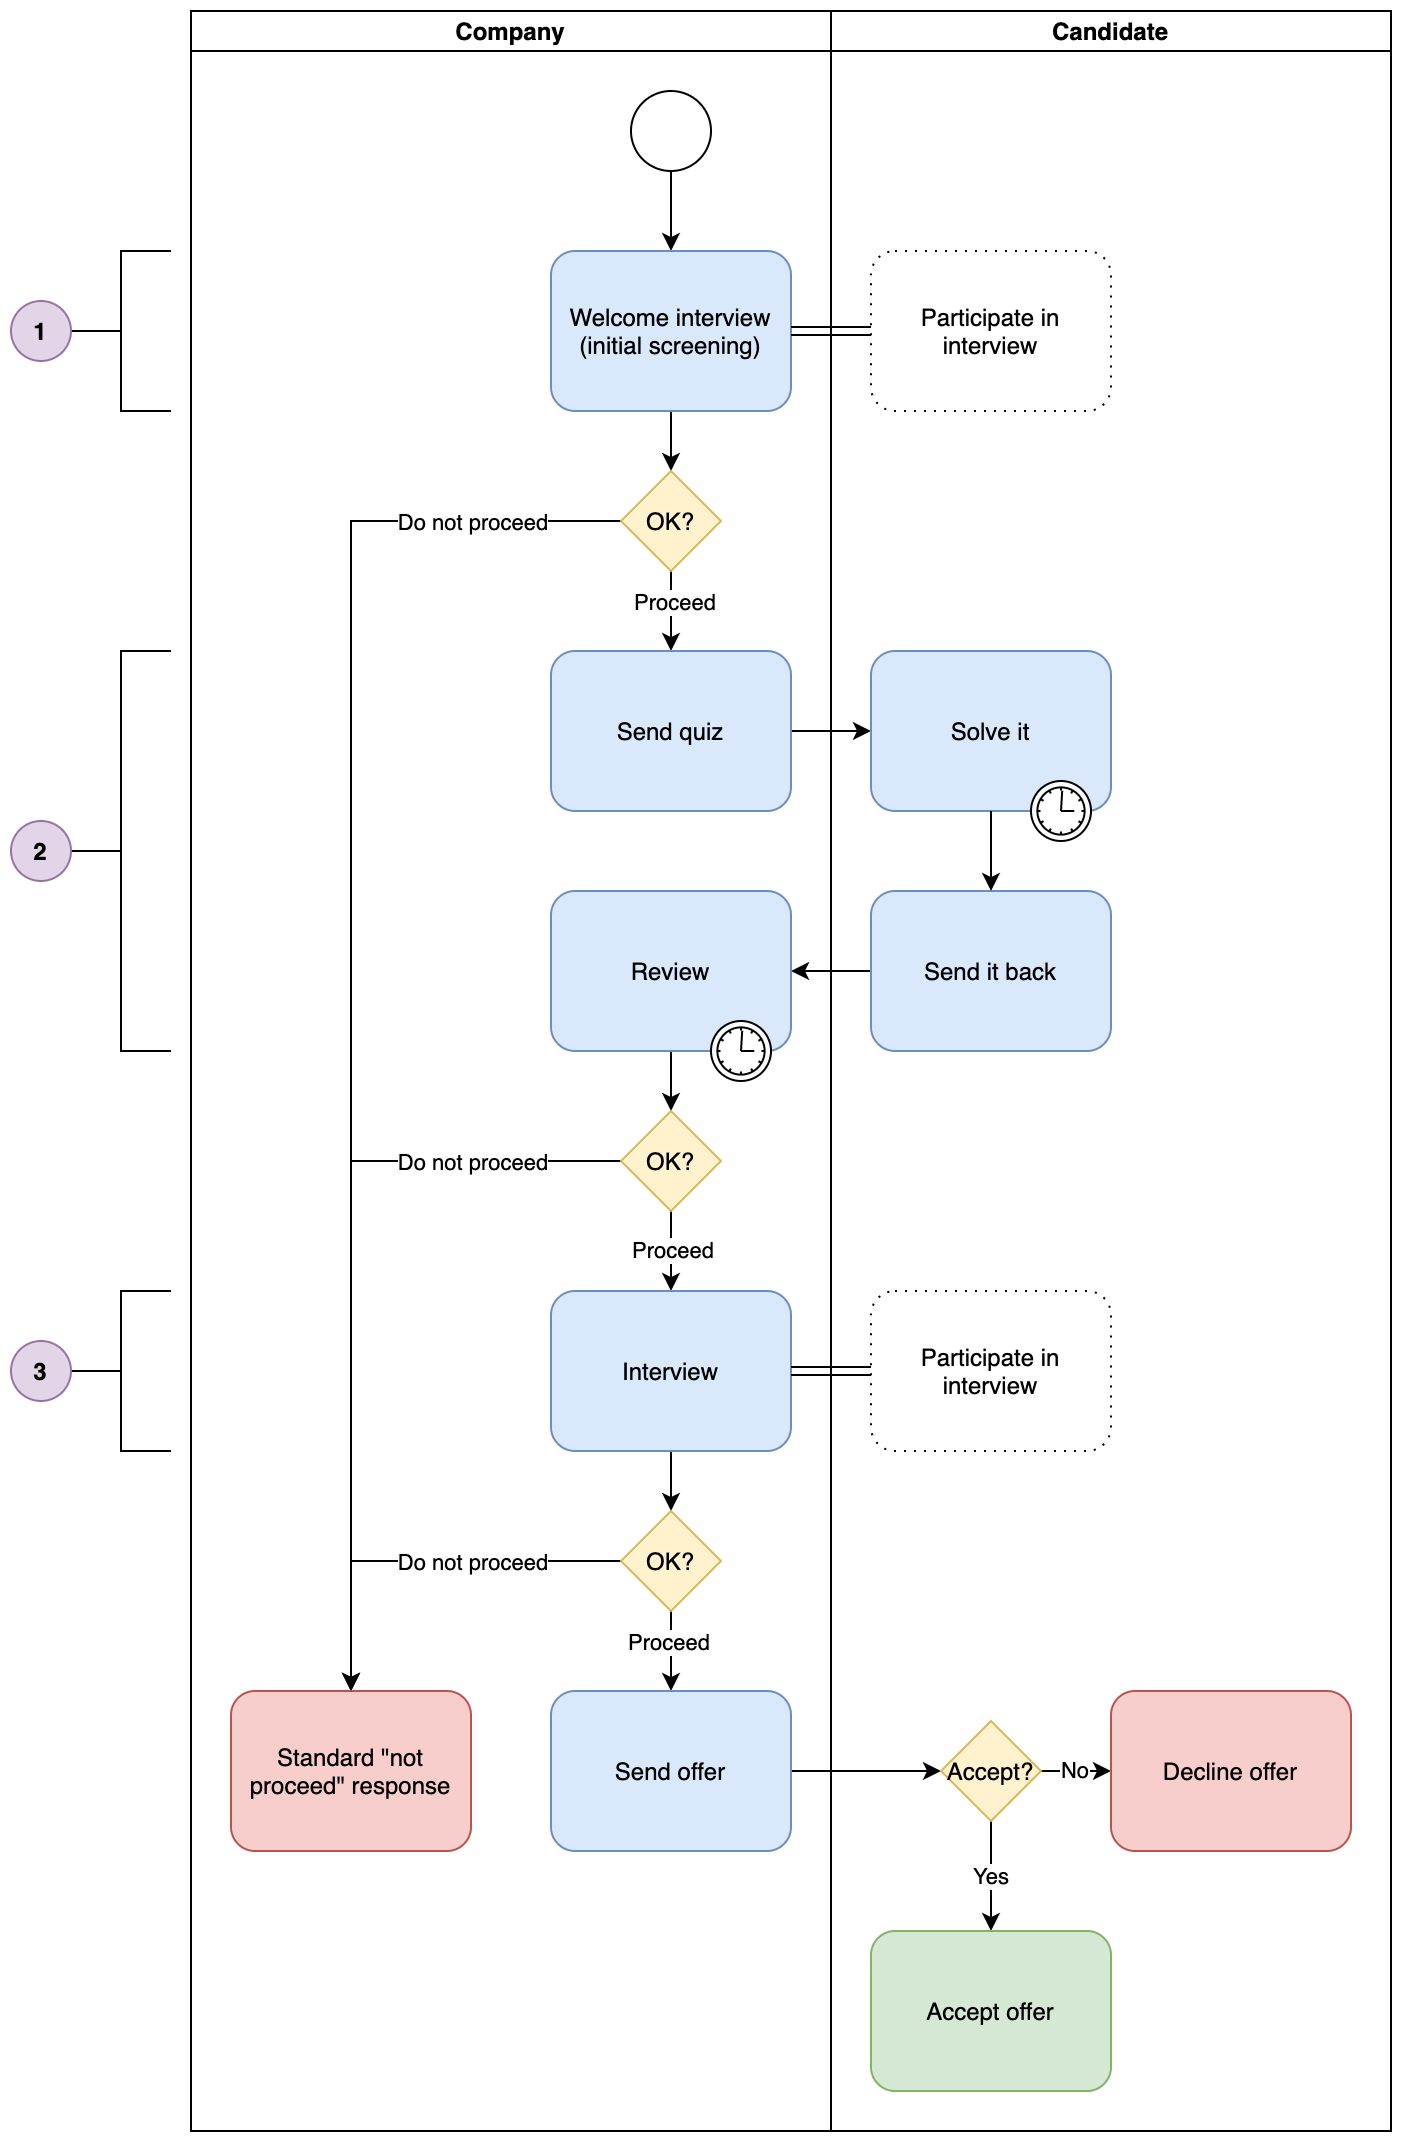 Company
Candidate
1
Welcome interview
(initial screening)
Participate in
interview
OK?
Do not proceed
Proceed
2
Send quiz
Solve it
Review
Send it back
OK?
Do not proceed
Proceed
3
Interview
Participate in
interview
OK?
Do not proceed
Proceed
Standard "not
proceed" response
Send offer
Accept?
No
Decline offer
Yes
Accept offer